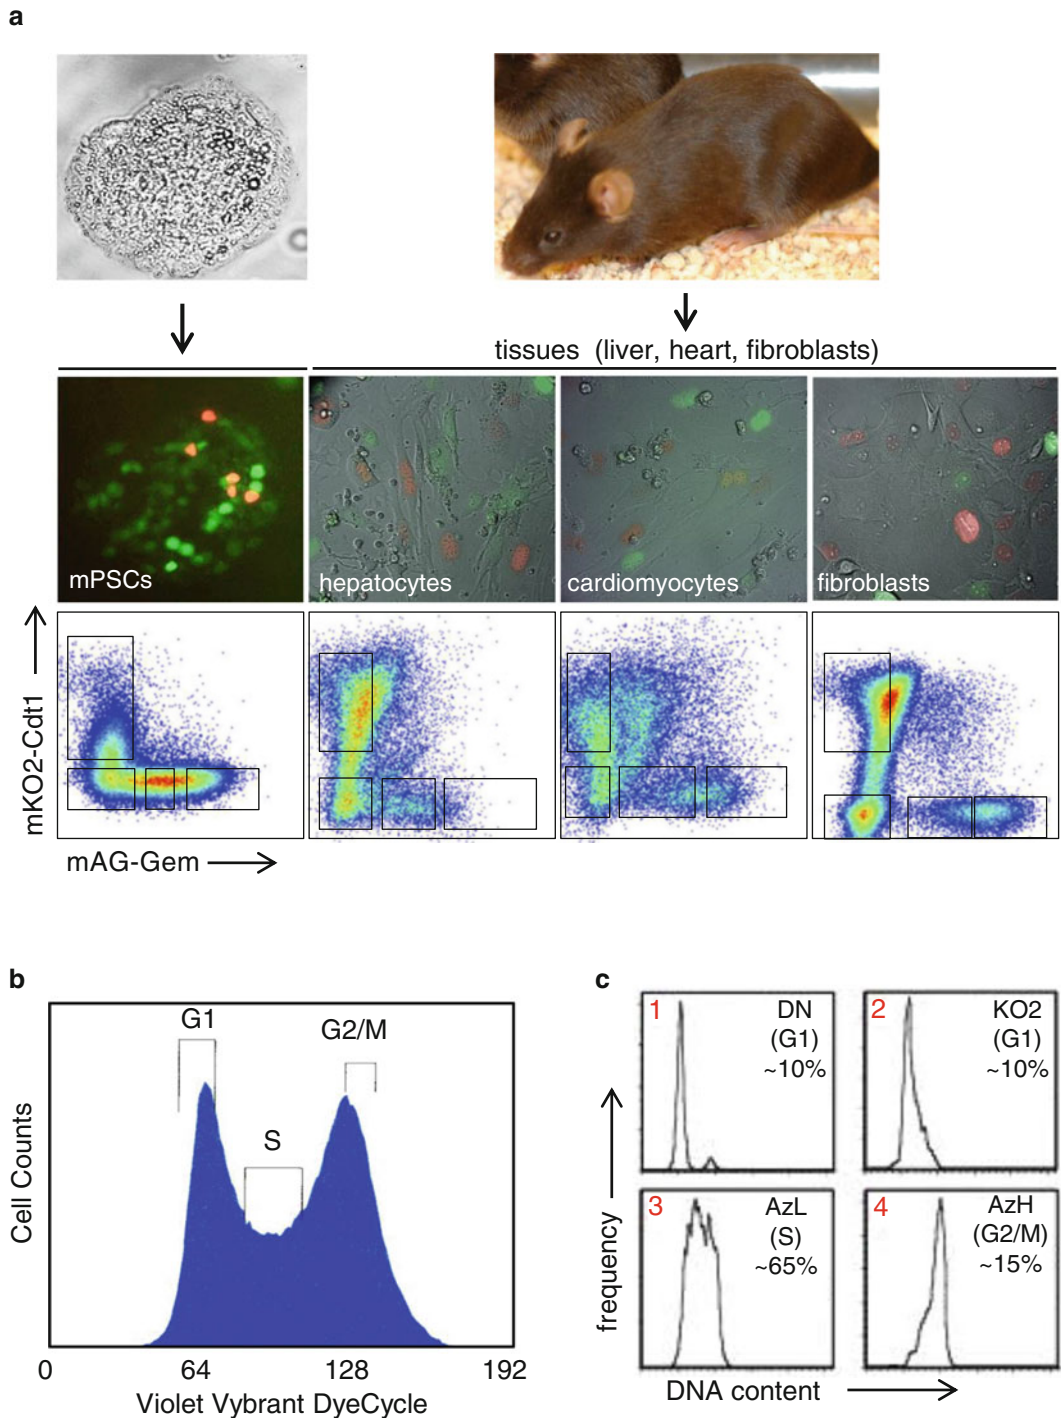 a
tissues (liver, heart, fibroblasts)
mPSCs
hepatocytes
cardiomyocytes
fibroblasts
mKO2-Cdt1
mAG-Gem
b
G1
G2/M
S
Cell Counts
0 64 128 192
Violet Vybrant DyeCycle
c
1
DN
(G1)
~10%
2
KO2
(G1)
~10%
3
AzL
(S)
~65%
4
AzH
(G2/M)
~15%
frequency
DNA content